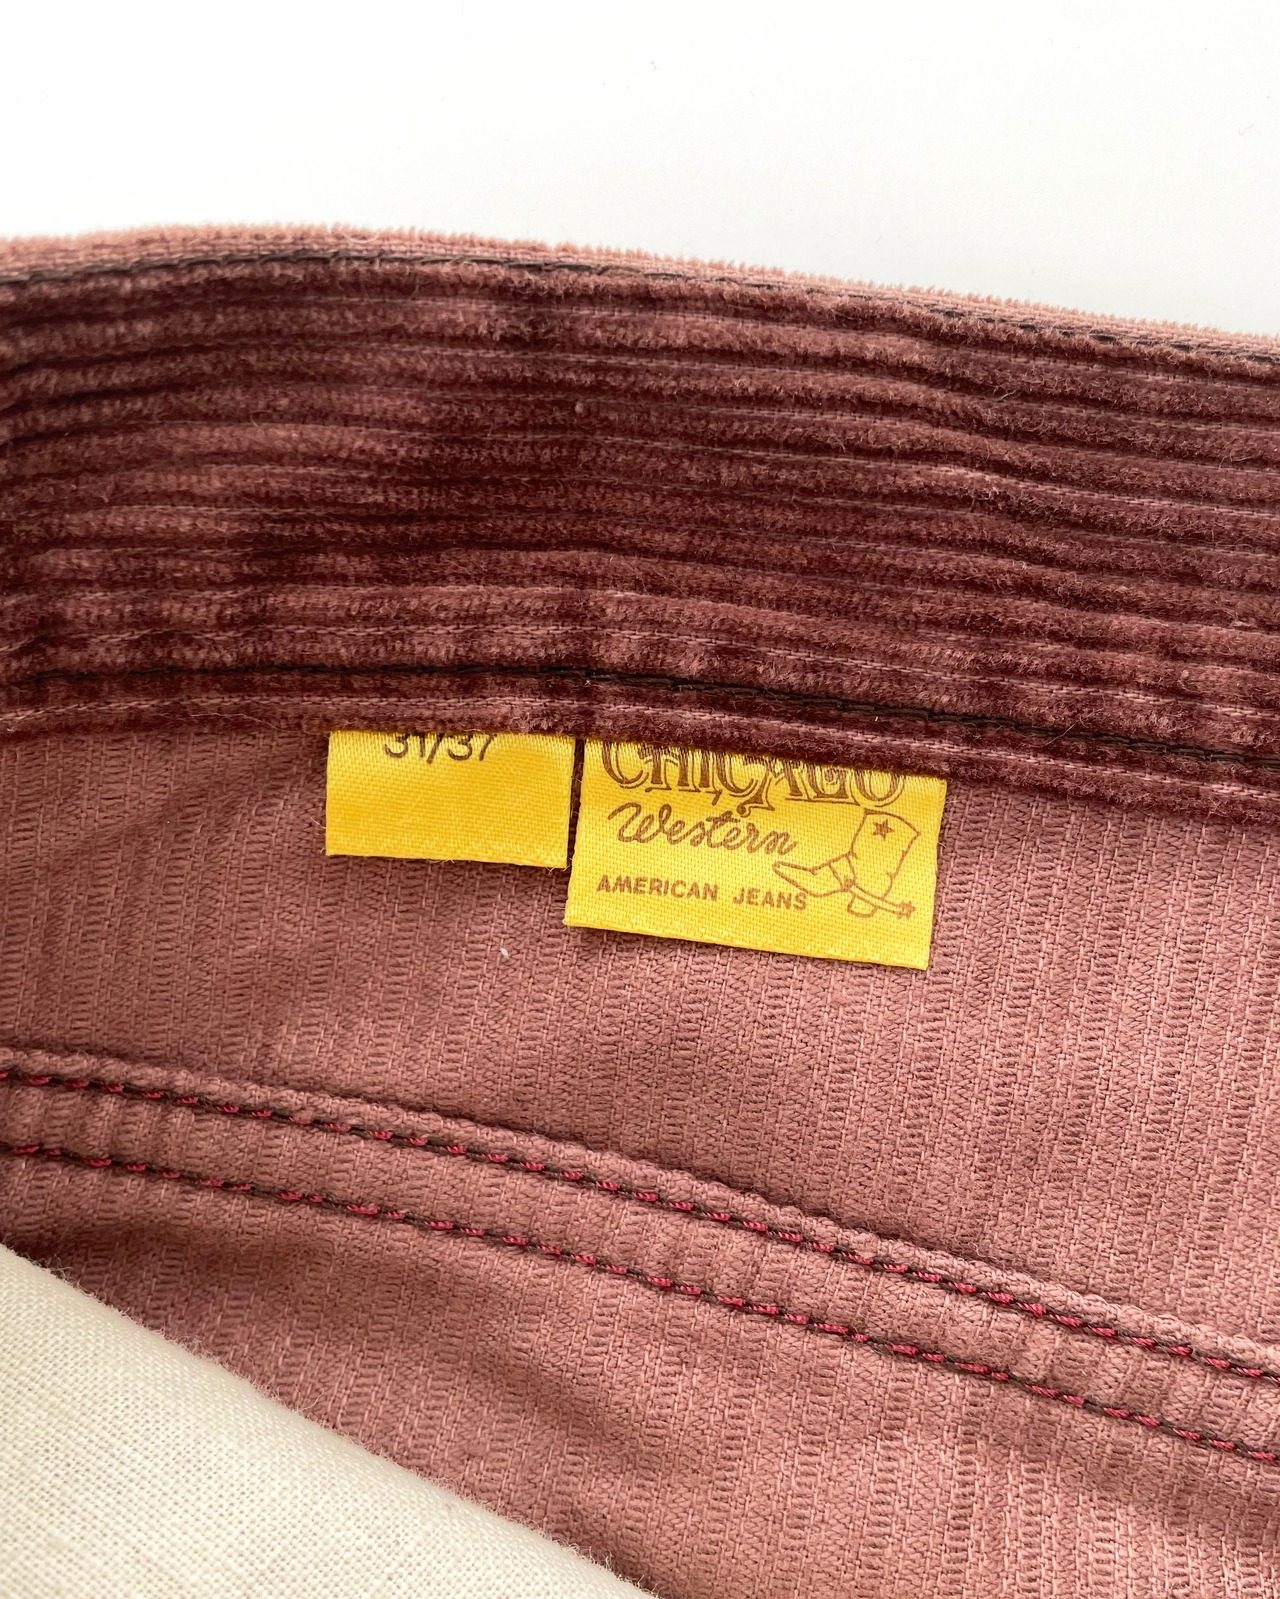 31/37
CHICAGO
Western
AMERICAN JEANS